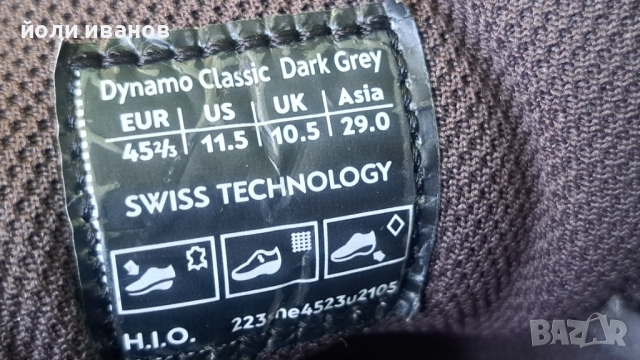 йоли иванов
Dynamo Classic Dark Grey
EUR US UK Asia
45⅔ 11.5 10.5 29.0
SWISS TECHNOLOGY
H.I.O.
BAZAR